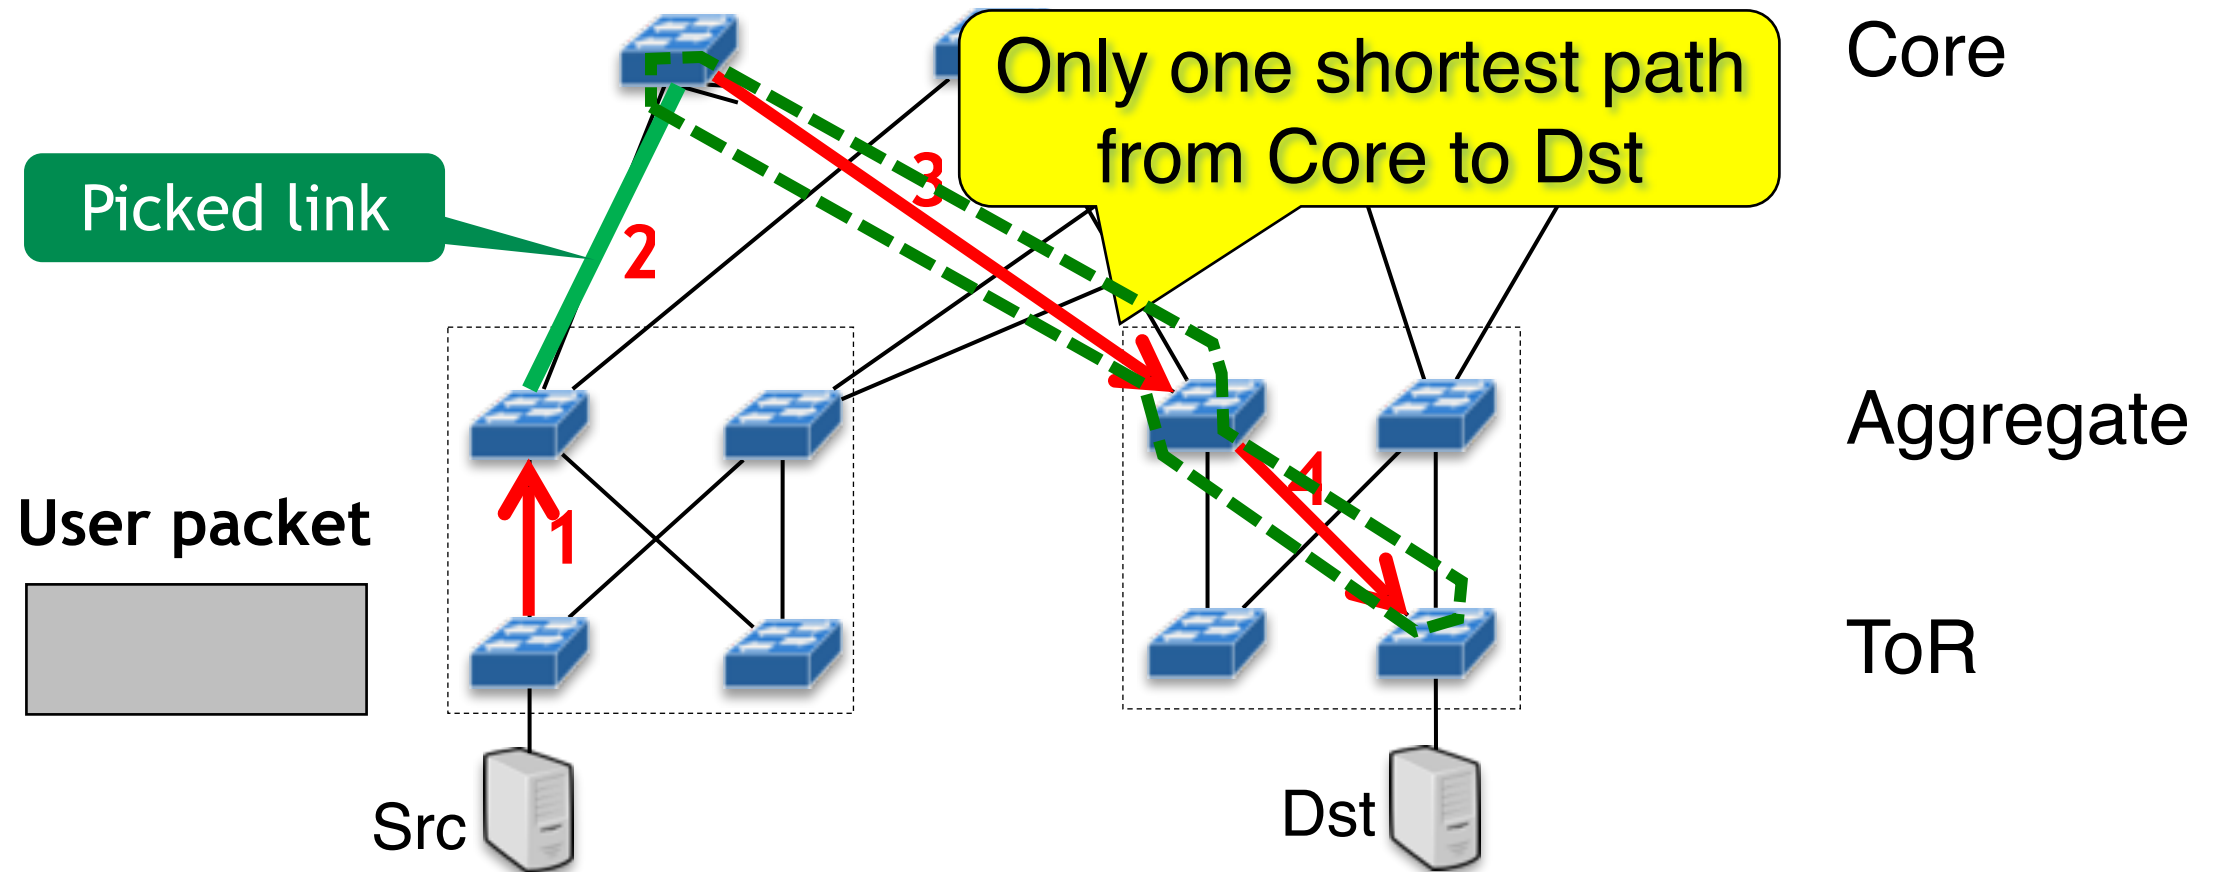 Core
Only one shortest path
from Core to Dst
Picked link
3
2
Aggregate
4
User packet
1
ToR
Src
Dst